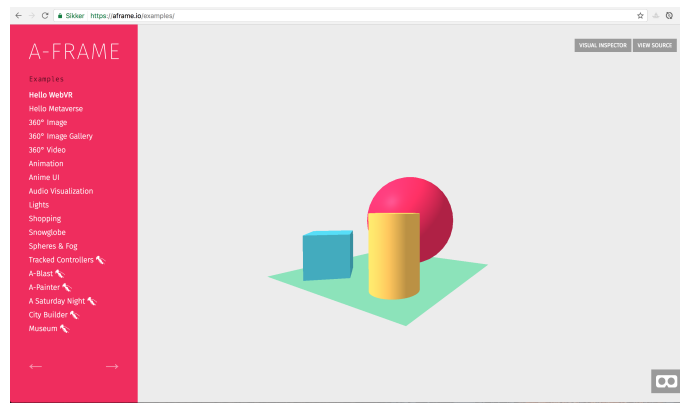 Sikker https://aframe.io/examples/
A-FRAME
VISUAL INSPECTOR VIEW SOURCE
Examples
Hello WebVR
Hello Metaverse
360° Image
360° Image Gallery
360° Video
Animation
Anime UI
Audio Visualization
Lights
Shopping
Snowglobe
Spheres & Fog
Tracked Controllers
A-Blast
A-Painter
A Saturday Night
City Builder
Museum